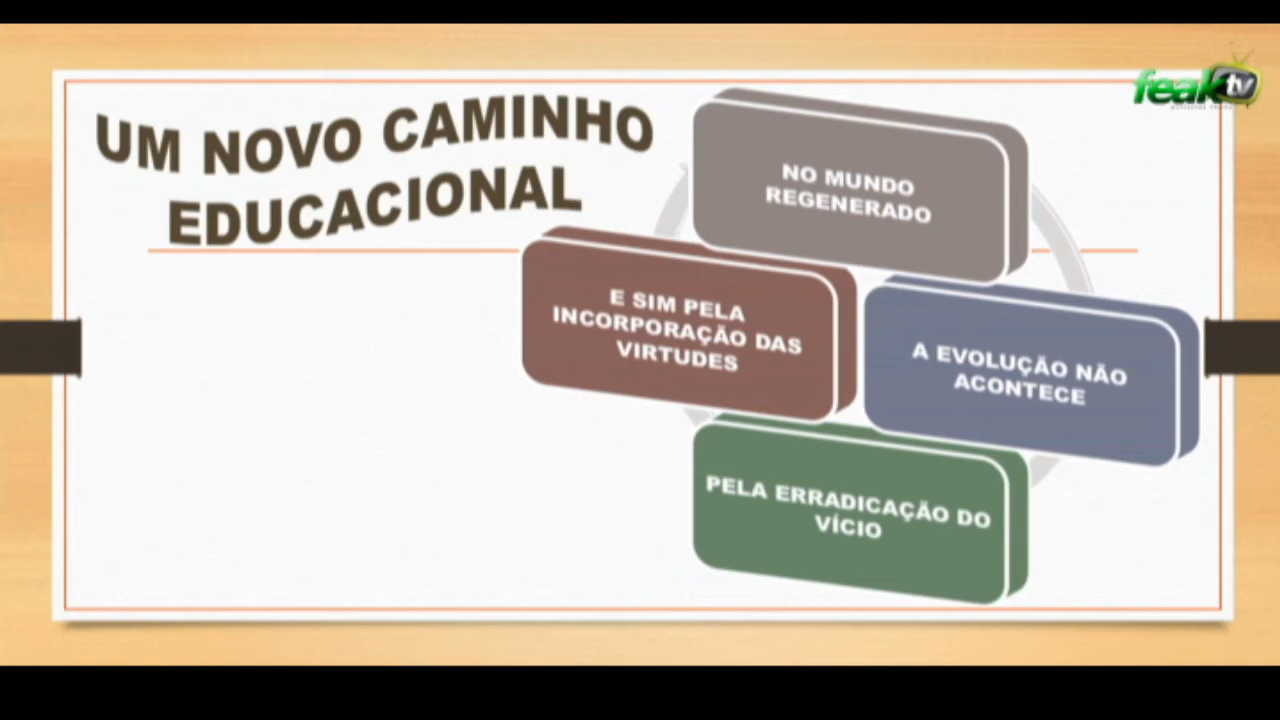 UM NOVO CAMINHO
EDUCACIONAL
feak tv
NO MUNDO
REGENERADO
A EVOLUÇÃO NÃO
ACONTECE
PELA ERRADICAÇÃO DO
VÍCIO
E SIM PELA
INCORPORAÇÃO DAS
VIRTUDES